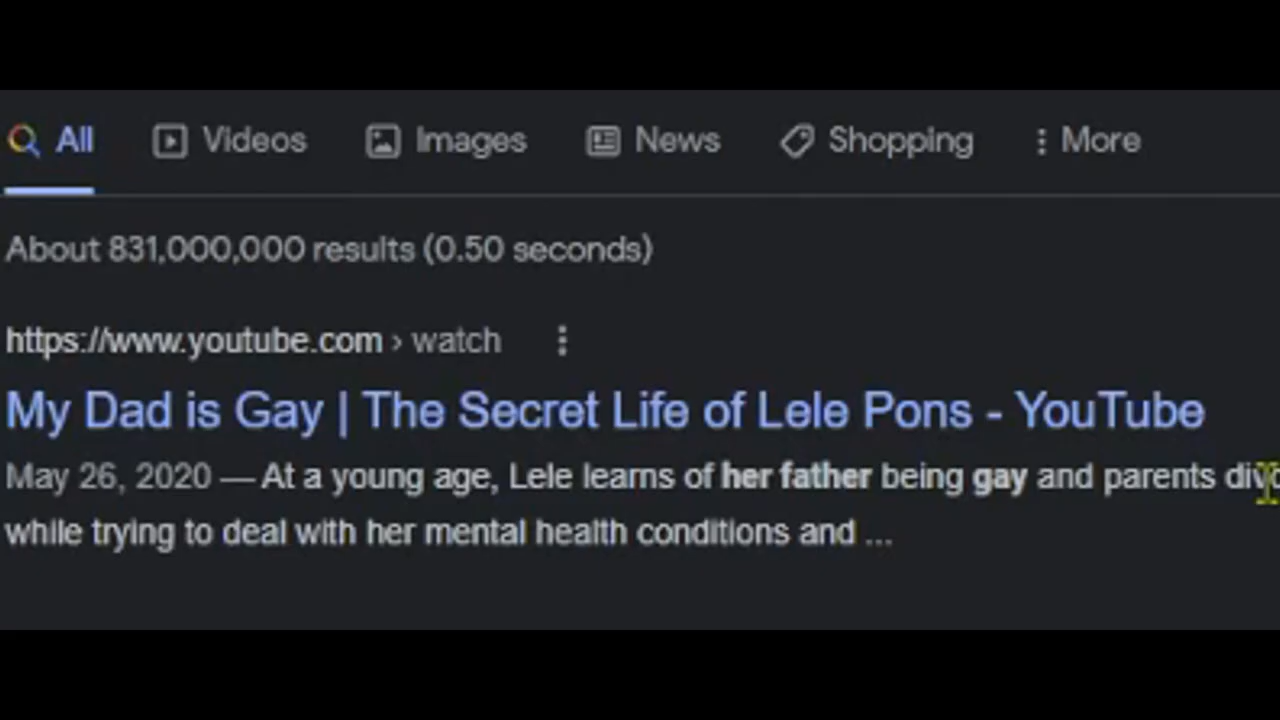 All Videos Images News Shopping More
About 831,000,000 results (0.50 seconds)
https://www.youtube.com › watch
My Dad is Gay | The Secret Life of Lele Pons - YouTube
May 26, 2020 — At a young age, Lele learns of her father being gay and parents
while trying to deal with her mental health conditions and ...